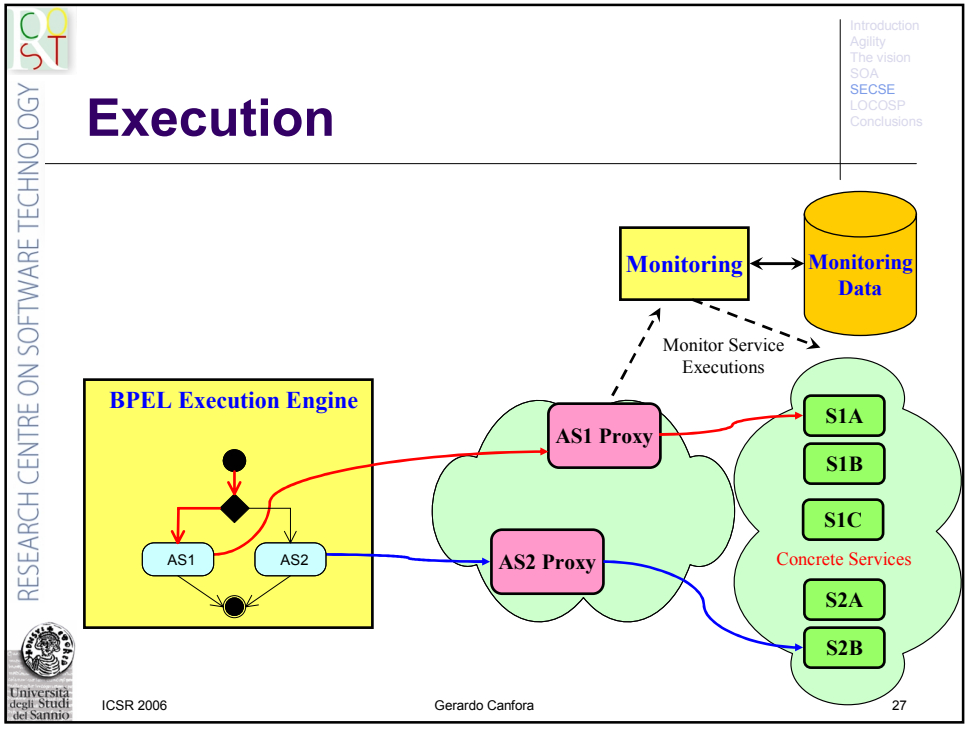 CO
RST
RESEARCH CENTRE ON SOFTWARE TECHNOLOGY
Introduction
Agility
The vision
SOA
SECSE
LOCOSP
Conclusions
Execution
Monitoring
Monitoring
Data
Monitor Service
Executions
BPEL Execution Engine
AS1
AS2
AS1 Proxy
AS2 Proxy
S1A
S1B
S1C
Concrete Services
S2A
S2B
Università
degli Studi
del Sannio
ICSR 2006
Gerardo Canfora
27